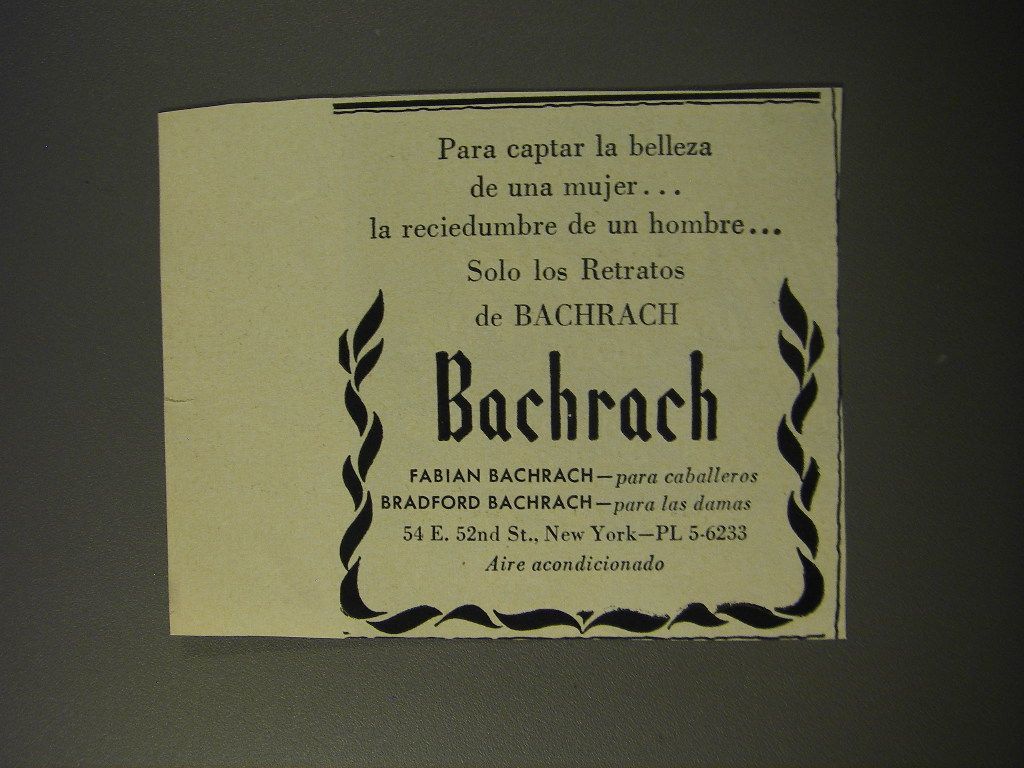 Para captar la belleza
de una mujer...
la reciedumbre de un hombre...
Solo los Retratos
de BACHRACH
Bachrach
FABIAN BACHRACH—para caballeros
BRADFORD BACHRACH—para las damas
54 E. 52nd St., New York—PL 5-6233
Aire acondicionado